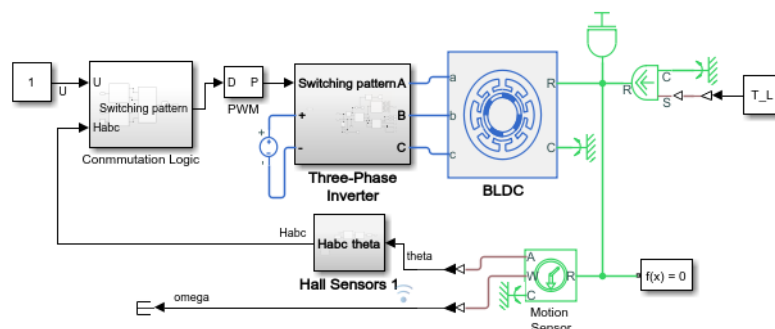 1
U
U
Switching pattern
Habc
Conmmutation Logic
D P
PWM
Switching pattern A
+ B
- C
+
-
Three-Phase
Inverter
a
b
c
R
C
BLDC
C
R
S
T_L
Habc
Habc theta
Hall Sensors 1
theta
omega
A
W R
C
Motion
Sensor
f(x) = 0